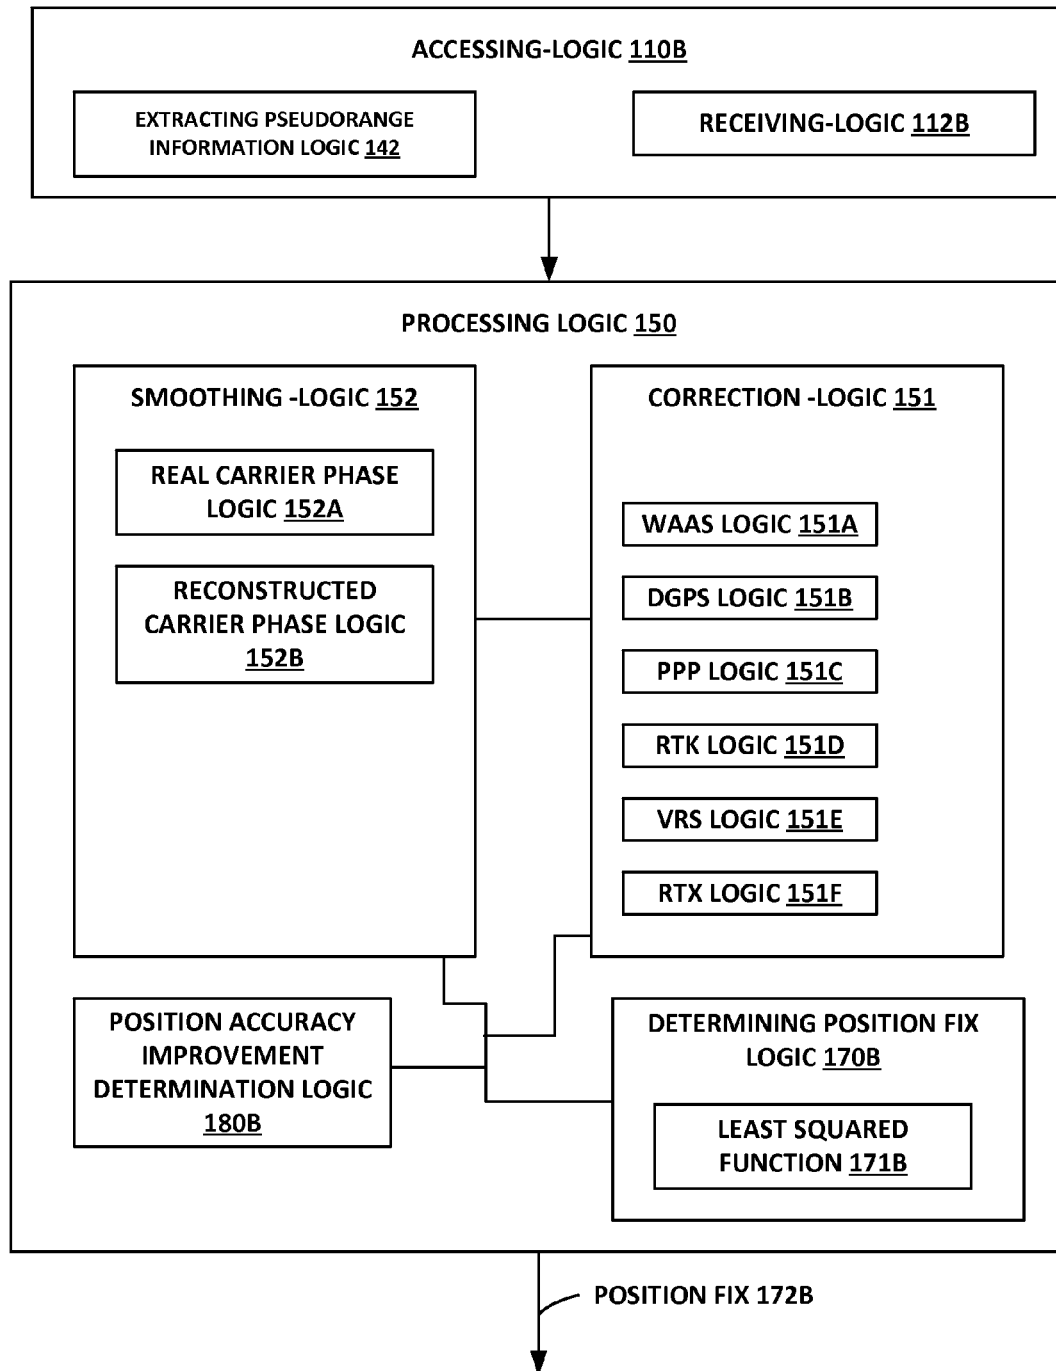 ACCESSING-LOGIC 110B
EXTRACTING PSEUDORANGE
INFORMATION LOGIC 142
RECEIVING-LOGIC 112B
PROCESSING LOGIC 150
SMOOTHING -LOGIC 152
REAL CARRIER PHASE
LOGIC 152A
RECONSTRUCTED
CARRIER PHASE LOGIC
152B
CORRECTION -LOGIC 151
WAAS LOGIC 151A
DGPS LOGIC 151B
PPP LOGIC 151C
RTK LOGIC 151D
VRS LOGIC 151E
RTX LOGIC 151F
POSITION ACCURACY
IMPROVEMENT
DETERMINATION LOGIC
180B
DETERMINING POSITION FIX
LOGIC 170B
LEAST SQUARED
FUNCTION 171B
POSITION FIX 172B